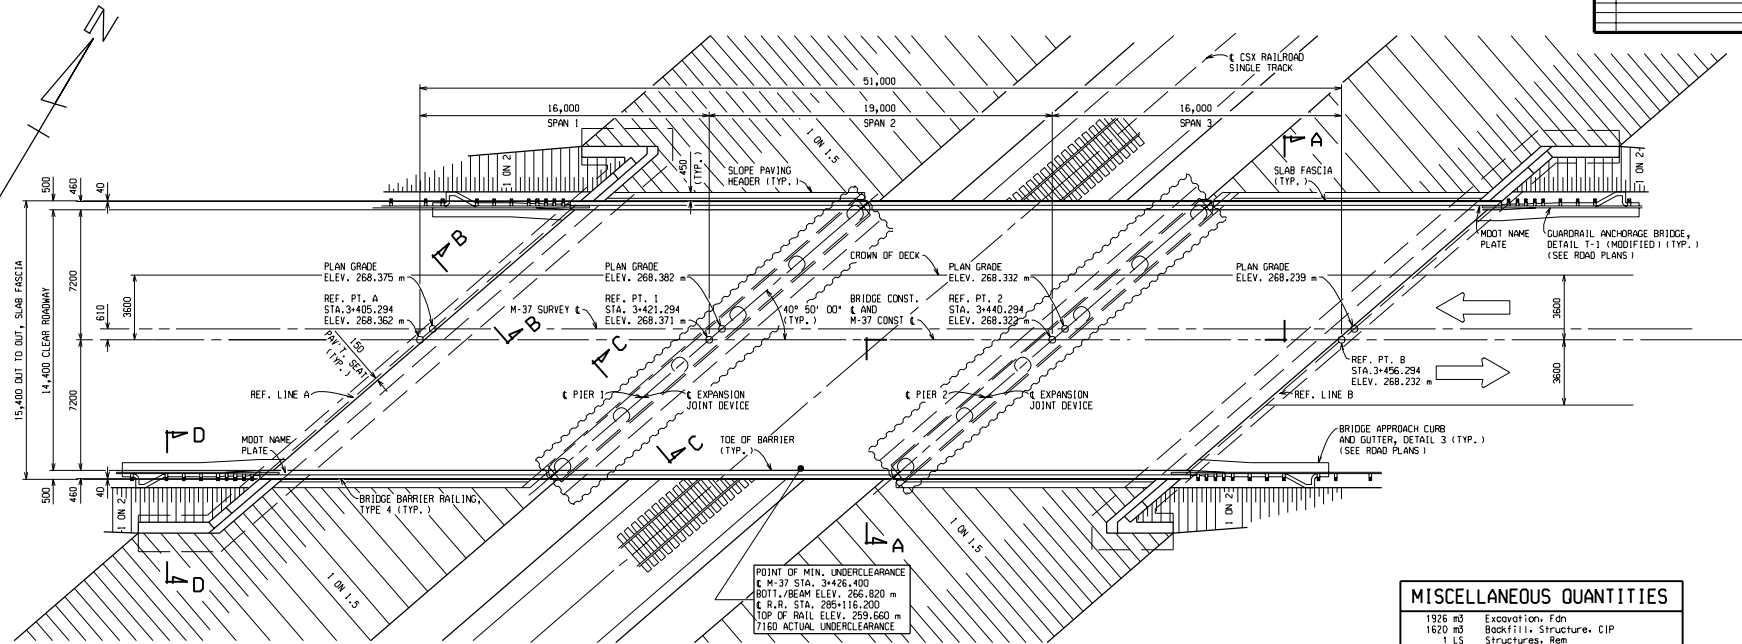 N
℄ CSX RAILROAD
SINGLE TRACK
51,000
16,000
SPAN 1
19,000
SPAN 2
16,000
SPAN 3
1 ON 2
450
(TYP.)
SLOPE PAVING
HEADER (TYP.)
1 ON 1.5
A
SLAB FASCIA
(TYP.)
1 ON 2
500
460
40
B
MDOT NAME
PLATE
GUARDRAIL ANCHORAGE BRIDGE,
DETAIL T-1 (MODIFIED) (TYP.)
(SEE ROAD PLANS)
15,400 OUT TO OUT, SLAB FASCIA
14,400 CLEAR ROADWAY
7200
610
3600
7200
PLAN GRADE
ELEV. 268.375 m
REF. PT. A
STA.3+405.294
ELEV. 268.362 m
M-37 SURVEY ℄
B
PLAN GRADE
ELEV. 268.382 m
REF. PT. 1
STA.3+421.294
ELEV. 268.371 m
C
CROWN OF DECK
40° 50' 00"
(TYP.)
BRIDGE CONST.
℄ AND
M-37 CONST ℄
PLAN GRADE
ELEV. 268.332 m
REF. PT. 2
STA.3+440.294
ELEV. 268.323 m
PLAN GRADE
ELEV. 268.239 m
3600
3600
REF. PT. B
STA.3+456.294
ELEV. 268.232 m
150
PAV'T. SEAT
(TYP.)
REF. LINE A
℄ PIER 1
℄ EXPANSION
JOINT DEVICE
℄ PIER 2
℄ EXPANSION
JOINT DEVICE
REF. LINE B
D
MDOT NAME
PLATE
C
TOE OF BARRIER
(TYP.)
BRIDGE APPROACH CURB
AND GUTTER, DETAIL 3 (TYP.)
(SEE ROAD PLANS)
500
460
40
1 ON 2
BRIDGE BARRIER RAILING,
TYPE 4 (TYP.)
1 ON 2
D
1 ON 1.5
A
1 ON 1.5
POINT OF MIN. UNDERCLEARANCE
℄ M-37 STA. 3+426.400
BOTT./BEAM ELEV. 266.820 m
℄ R.R. STA. 285+116.200
TOP OF RAIL ELEV. 259.660 m
7160 ACTUAL UNDERCLEARANCE
MISCELLANEOUS QUANTITIES
1926 m3 Excavation, Fdn
1620 m3 Backfill, Structure, CIP
1 LS Structures, Rem